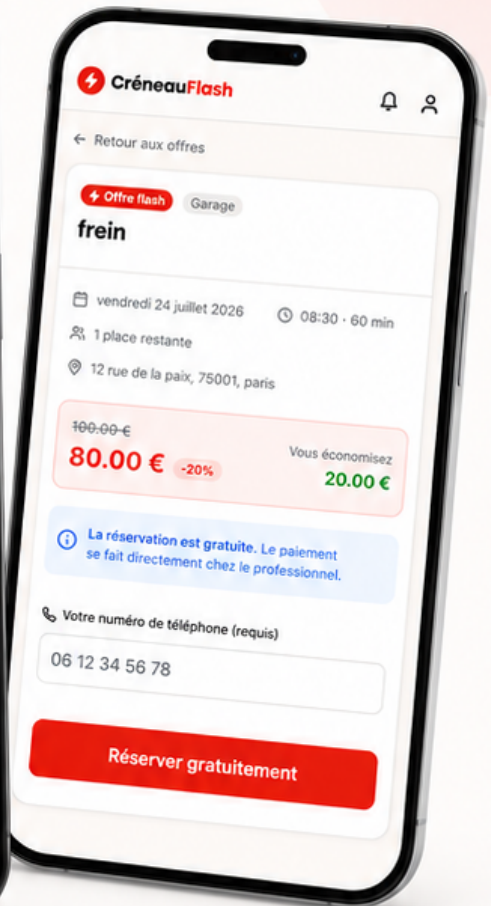 CréneauFlash
← Retour aux offres
Offre flash Garage
frein
vendredi 24 juillet 2026 08:30 · 60 min
1 place restante
12 rue de la paix, 75001, paris
100.00 €
80.00 € -20%
Vous économisez
20.00 €
La réservation est gratuite. Le paiement
se fait directement chez le professionnel.
Votre numéro de téléphone (requis)
06 12 34 56 78
Réserver gratuitement